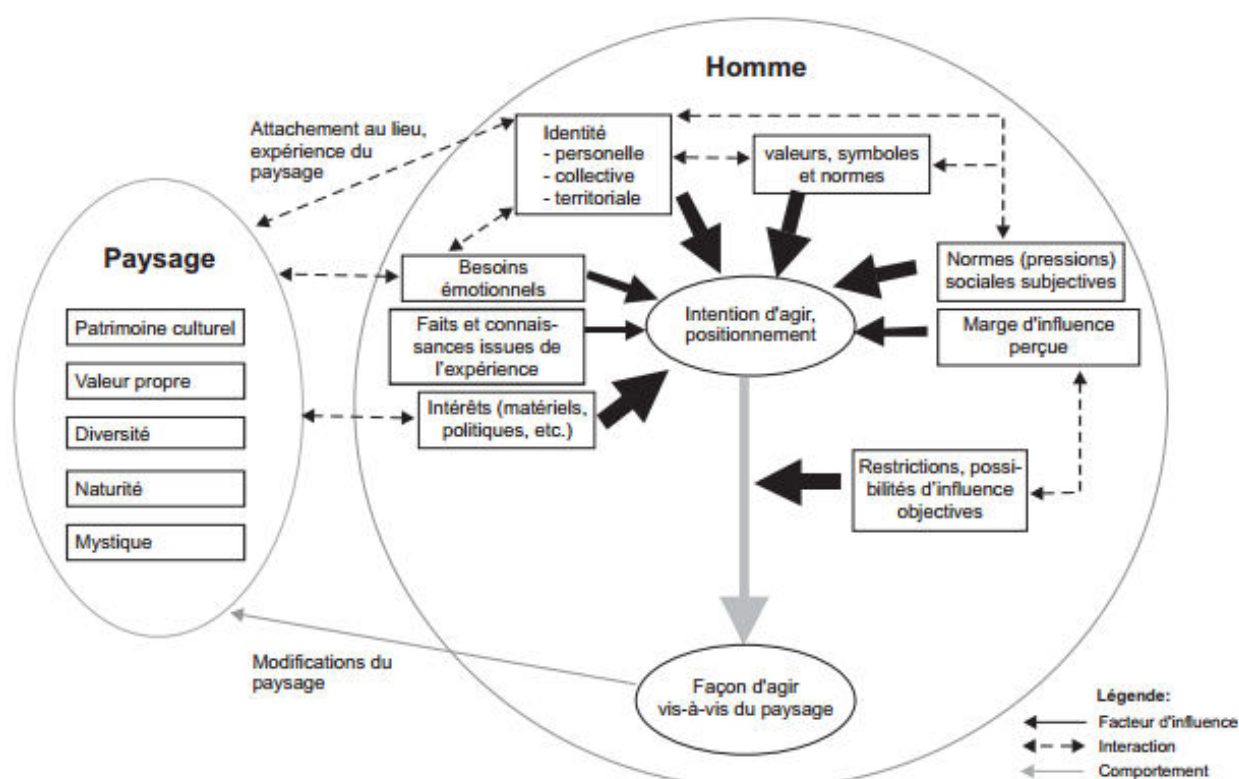 Homme
Attachement au lieu,
expérience du
paysage
Identité
- personelle
- collective
- territoriale
valeurs, symboles
et normes
Paysage
Patrimoine culturel
Valeur propre
Diversité
Naturité
Mystique
Besoins
émotionnels
Faits et connais-
sances issues de
l'expérience
Intérêts (matériels,
politiques, etc.)
Intention d'agir,
positionnement
Normes (pressions)
sociales subjectives
Marge d'influence
perçue
Restrictions, possi-
bilités d'influence
objectives
Modifications du
paysage
Façon d'agir
vis-à-vis du paysage
Légende:
Facteur d'influence
Interaction
Comportement